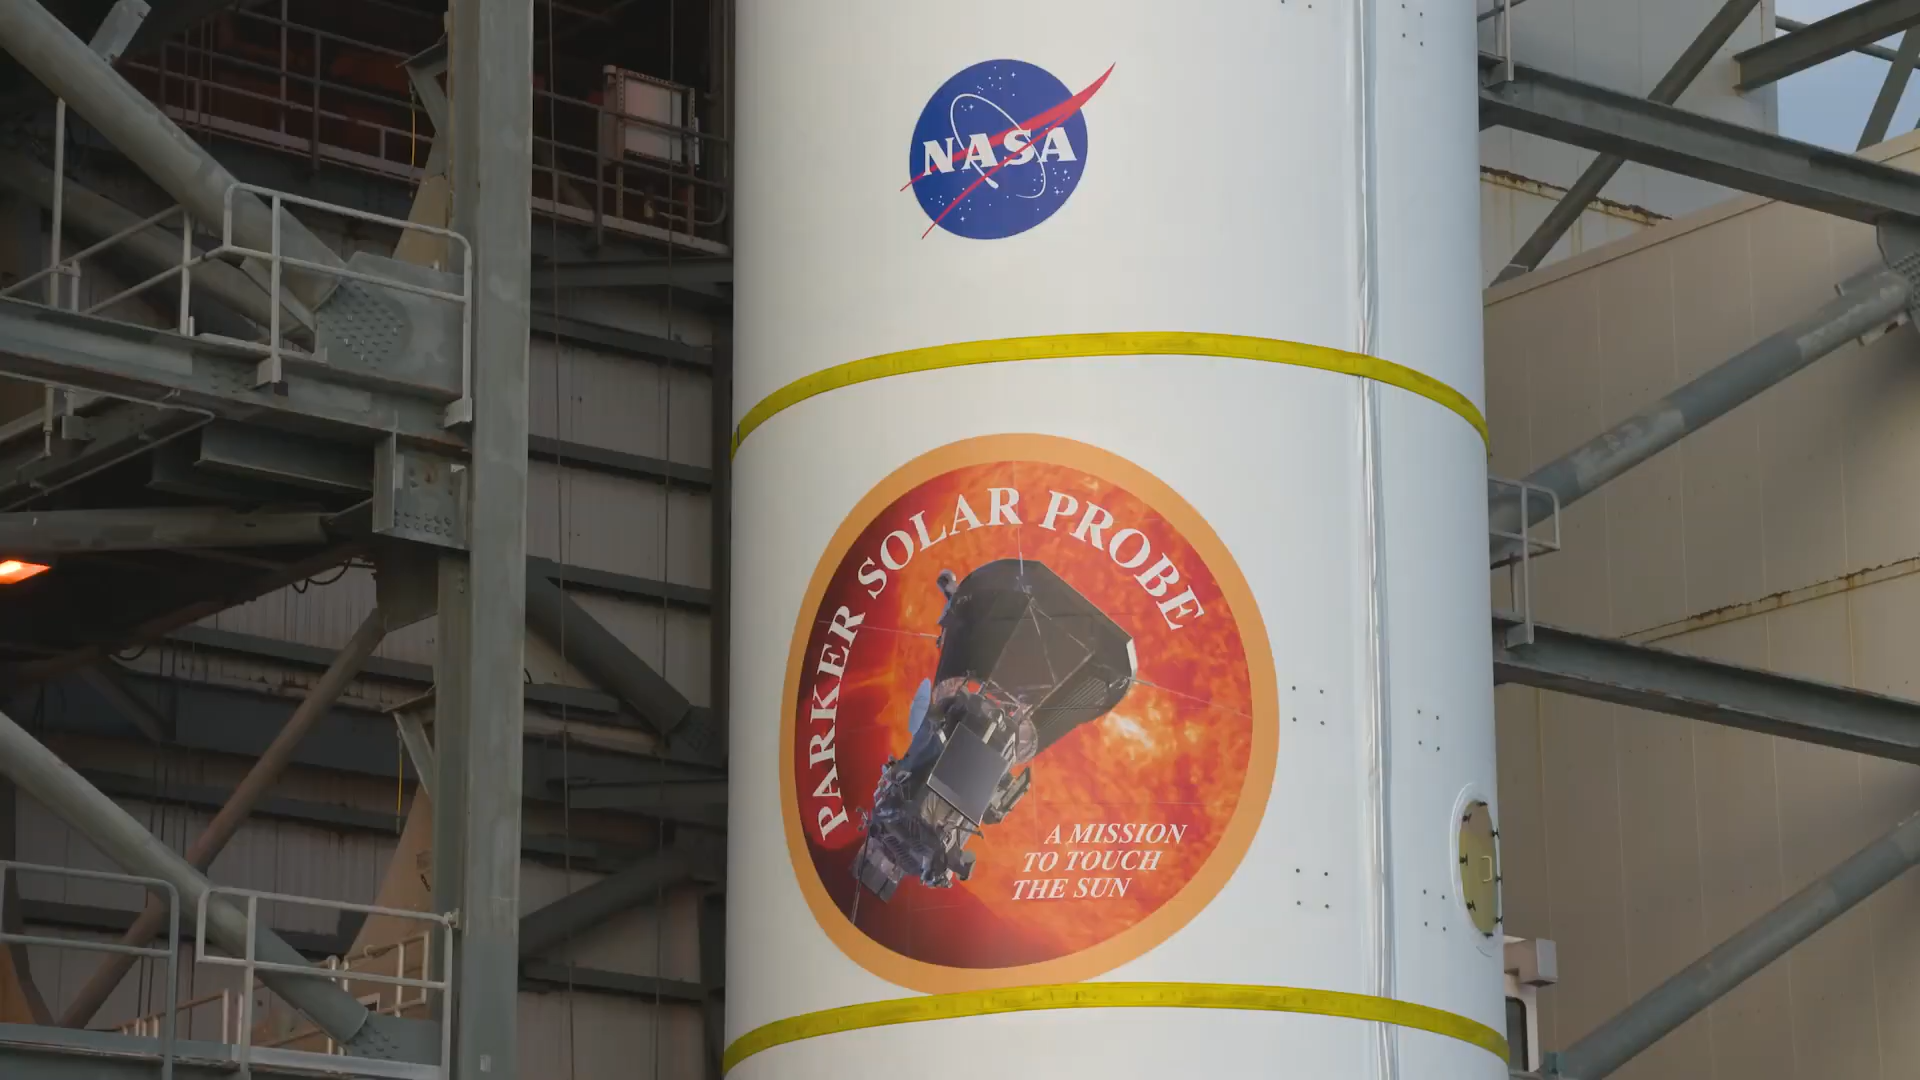 NASA
PARKER SOLAR PROBE
A MISSION
TO TOUCH
THE SUN